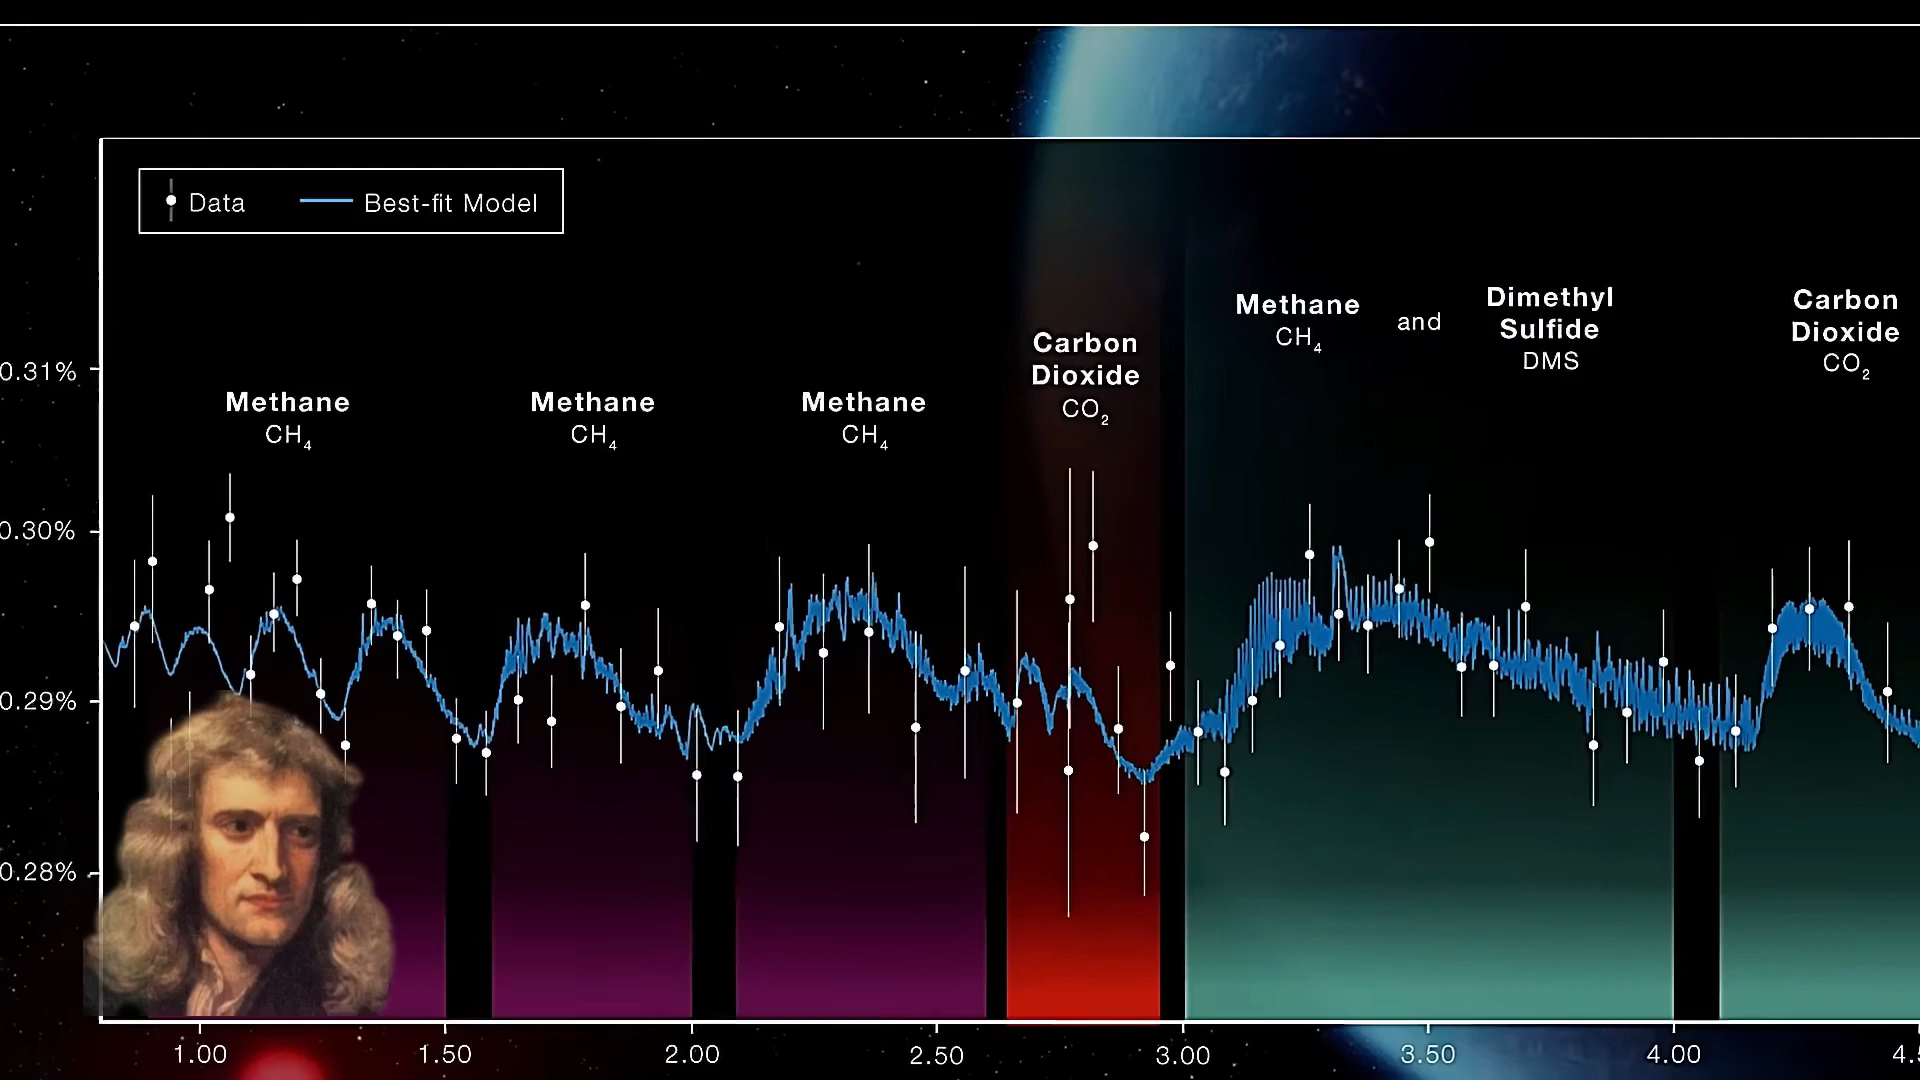 Data
Best-fit Model
Methane
CH₄
Methane
CH₄
Methane
CH₄
Carbon
Dioxide
CO₂
Methane
CH₄
and
Dimethyl
Sulfide
DMS
Carbon
Dioxide
CO₂
0.31%
0.30%
0.29%
0.28%
1.00 1.50 2.00 2.50 3.00 3.50 4.00